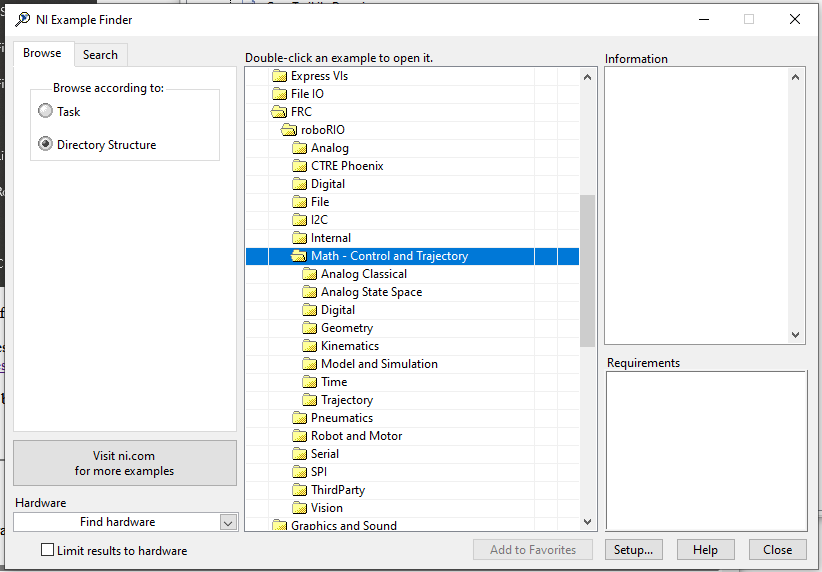 NI Example Finder
Browse
Search
Browse according to:
Task
Directory Structure
Visit ni.com
for more examples
Hardware
Find hardware
Limit results to hardware
Double-click an example to open it.
Express VIs
File IO
FRC
roboRIO
Analog
CTRE Phoenix
Digital
File
I2C
Internal
Math - Control and Trajectory
Analog Classical
Analog State Space
Digital
Geometry
Kinematics
Model and Simulation
Time
Trajectory
Pneumatics
Robot and Motor
Serial
SPI
ThirdParty
Vision
Graphics and Sound
Information
Requirements
Add to Favorites
Setup...
Help
Close